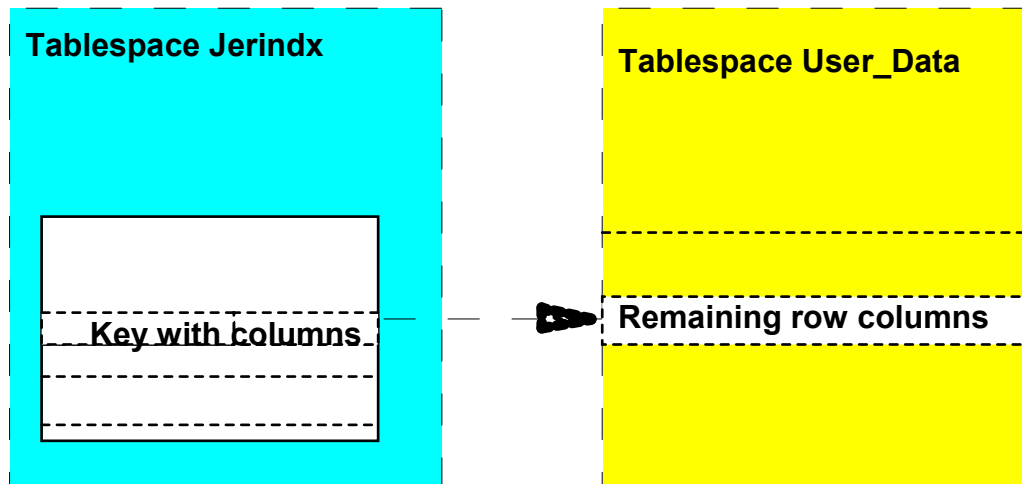 Tablespace Jerindx
Tablespace User_Data
Key with columns
Remaining row columns